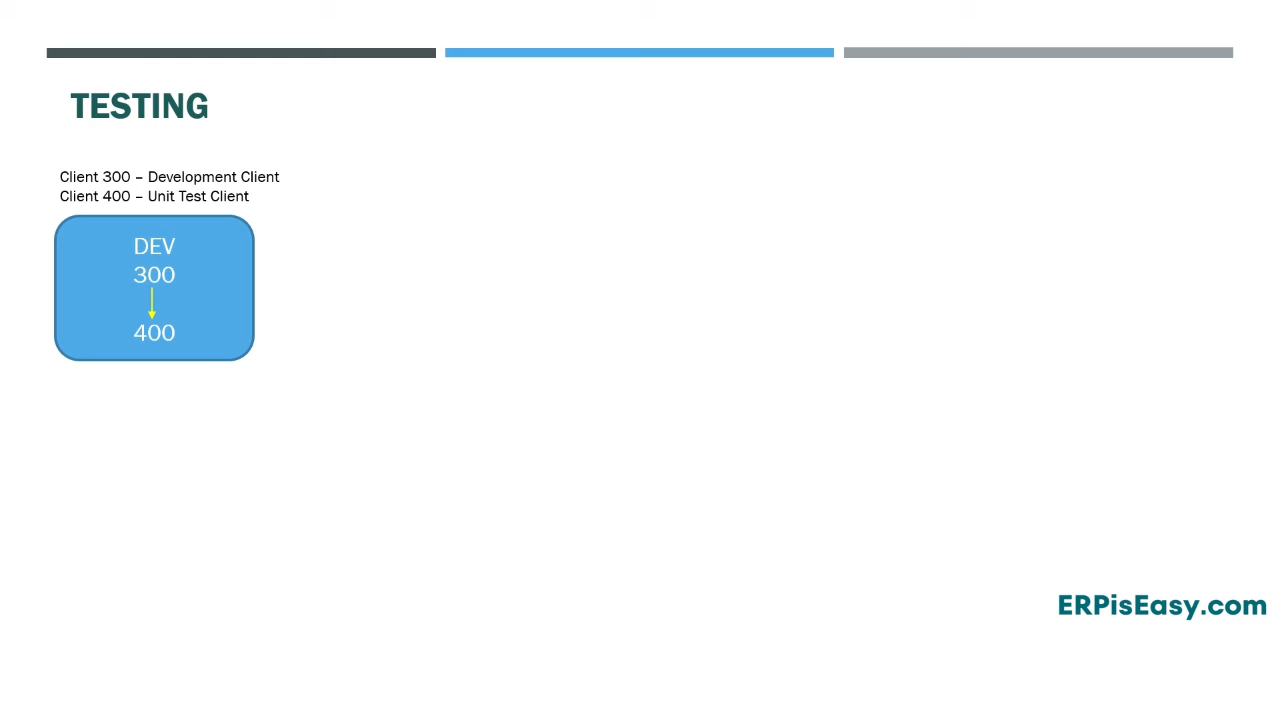 TESTING
Client 300 – Development Client
Client 400 – Unit Test Client
DEV
300
400
ERPisEasy.com